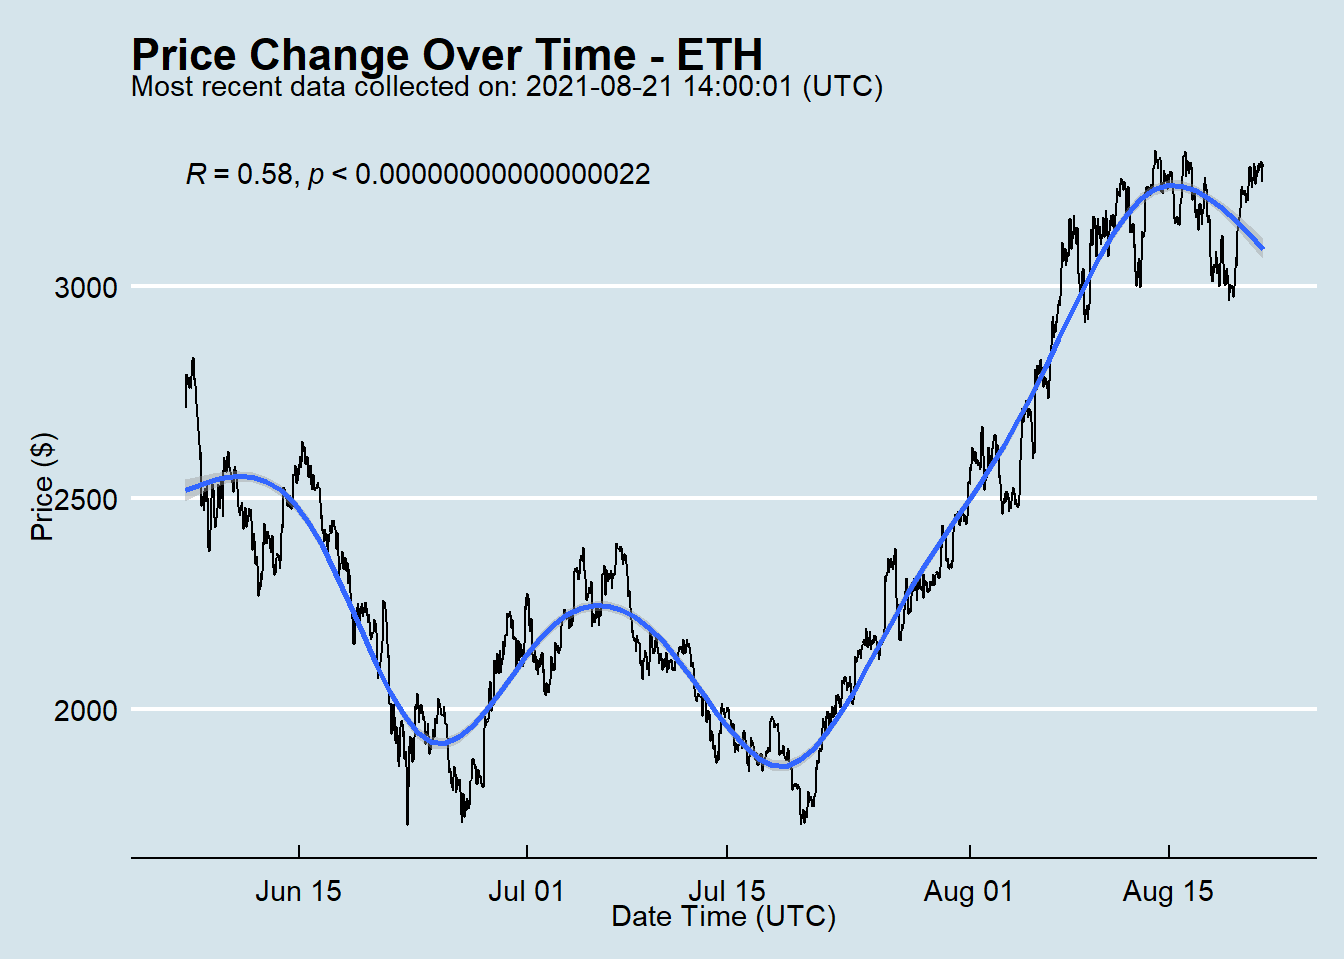 Price Change Over Time - ETH
Most recent data collected on: 2021-08-21 14:00:01 (UTC)
R = 0.58, p < 0.00000000000000022
3000
2500
2000
Price ($)
Jun 15
Jul 01
Jul 15
Aug 01
Aug 15
Date Time (UTC)